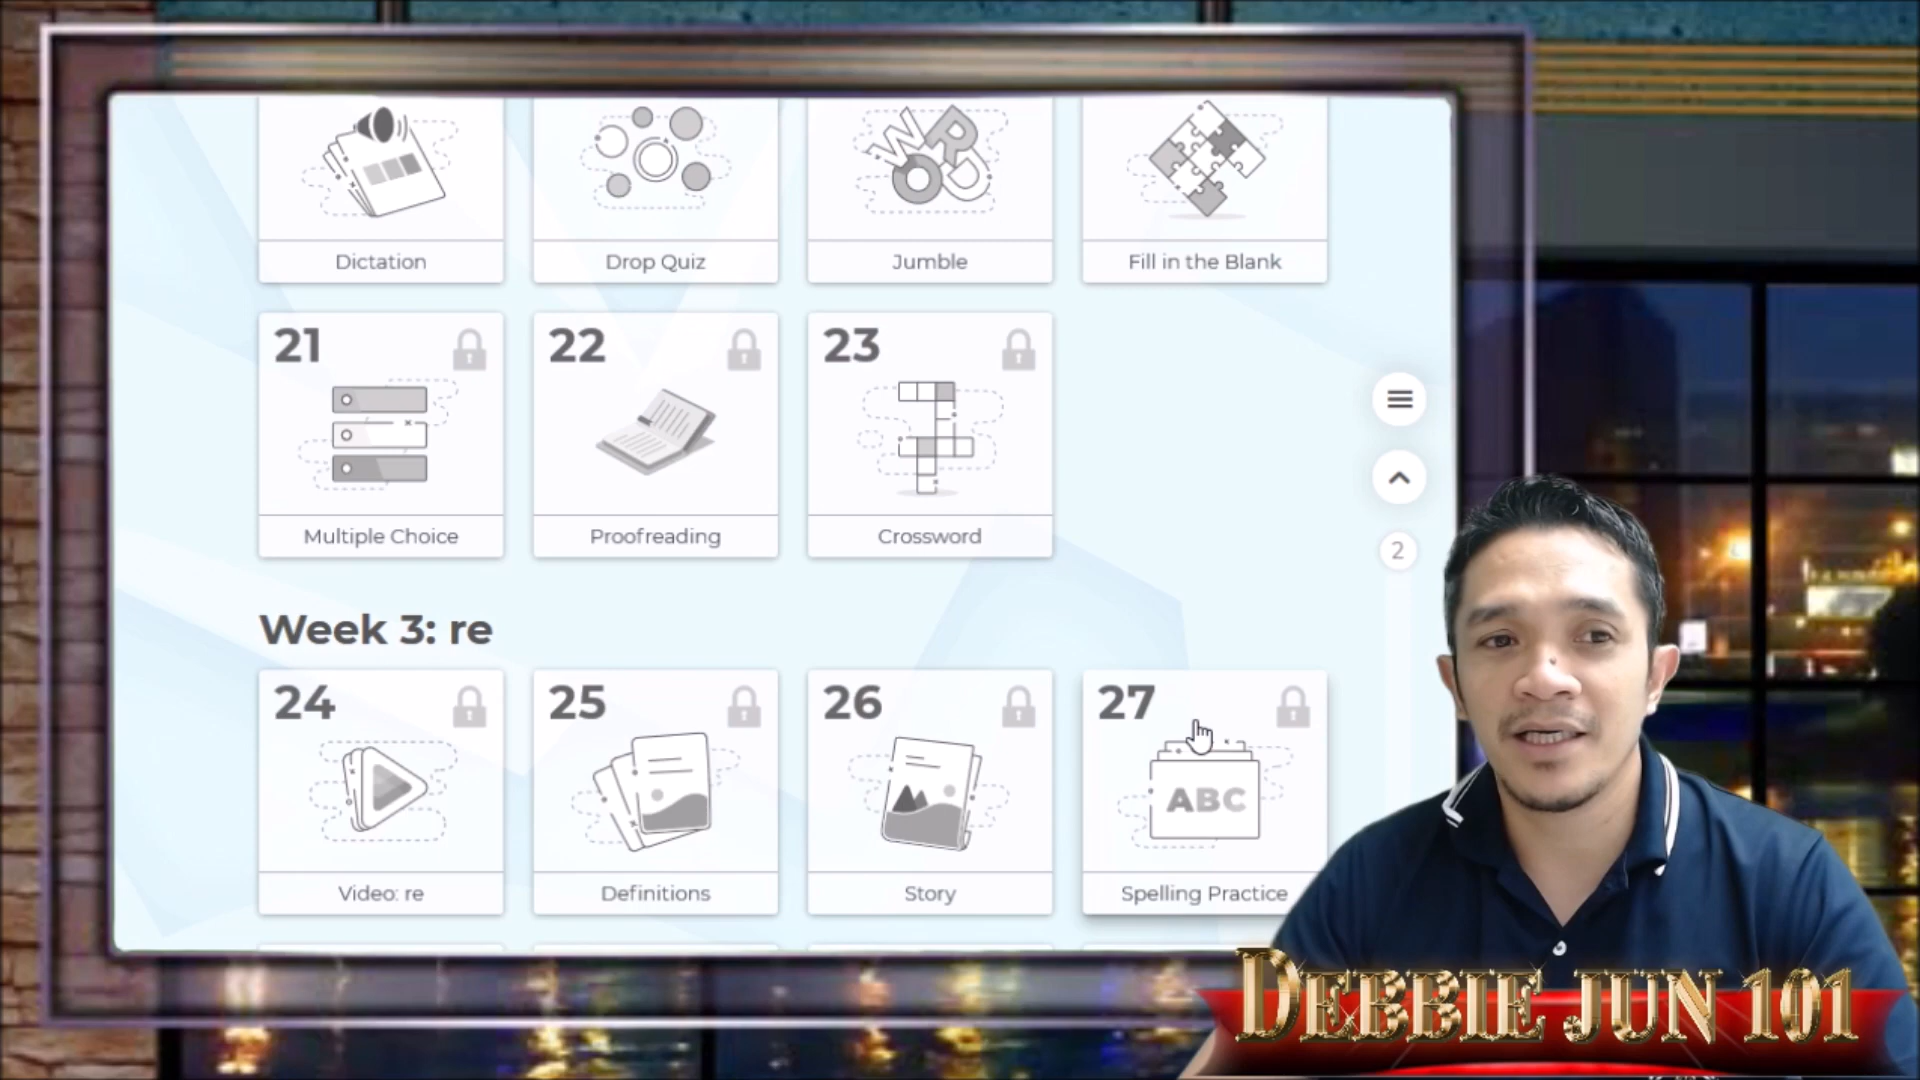 WORD
Dictation
Drop Quiz
Jumble
Fill in the Blank
21
22
23
Multiple Choice
Proofreading
Crossword
2
Week 3: re
24
25
26
27
ABC
Video: re
Definitions
Story
Spelling Practice
DEBBIE JUN 101